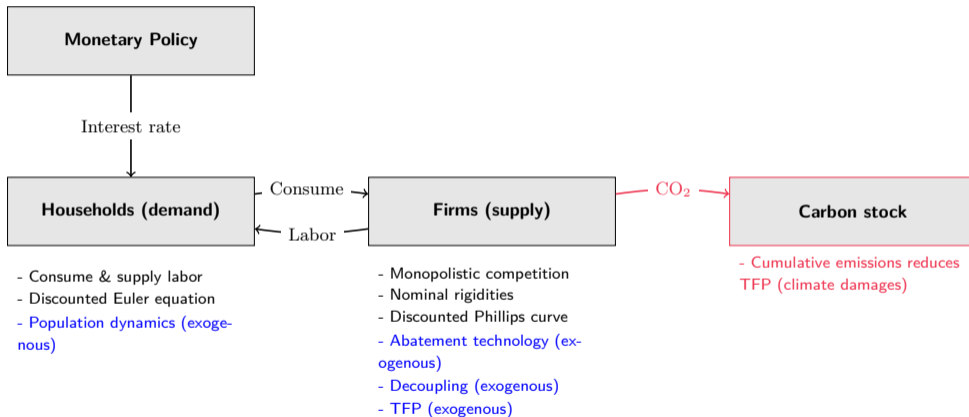 Monetary Policy
Interest rate
Households (demand)
Consume
Labor
Firms (supply)
CO₂
Carbon stock
- Consume & supply labor
- Discounted Euler equation
- Population dynamics (exoge-
nous)
- Monopolistic competition
- Nominal rigidities
- Discounted Phillips curve
- Abatement technology (ex-
ogenous)
- Decoupling (exogenous)
- TFP (exogenous)
- Cumulative emissions reduces
TFP (climate damages)